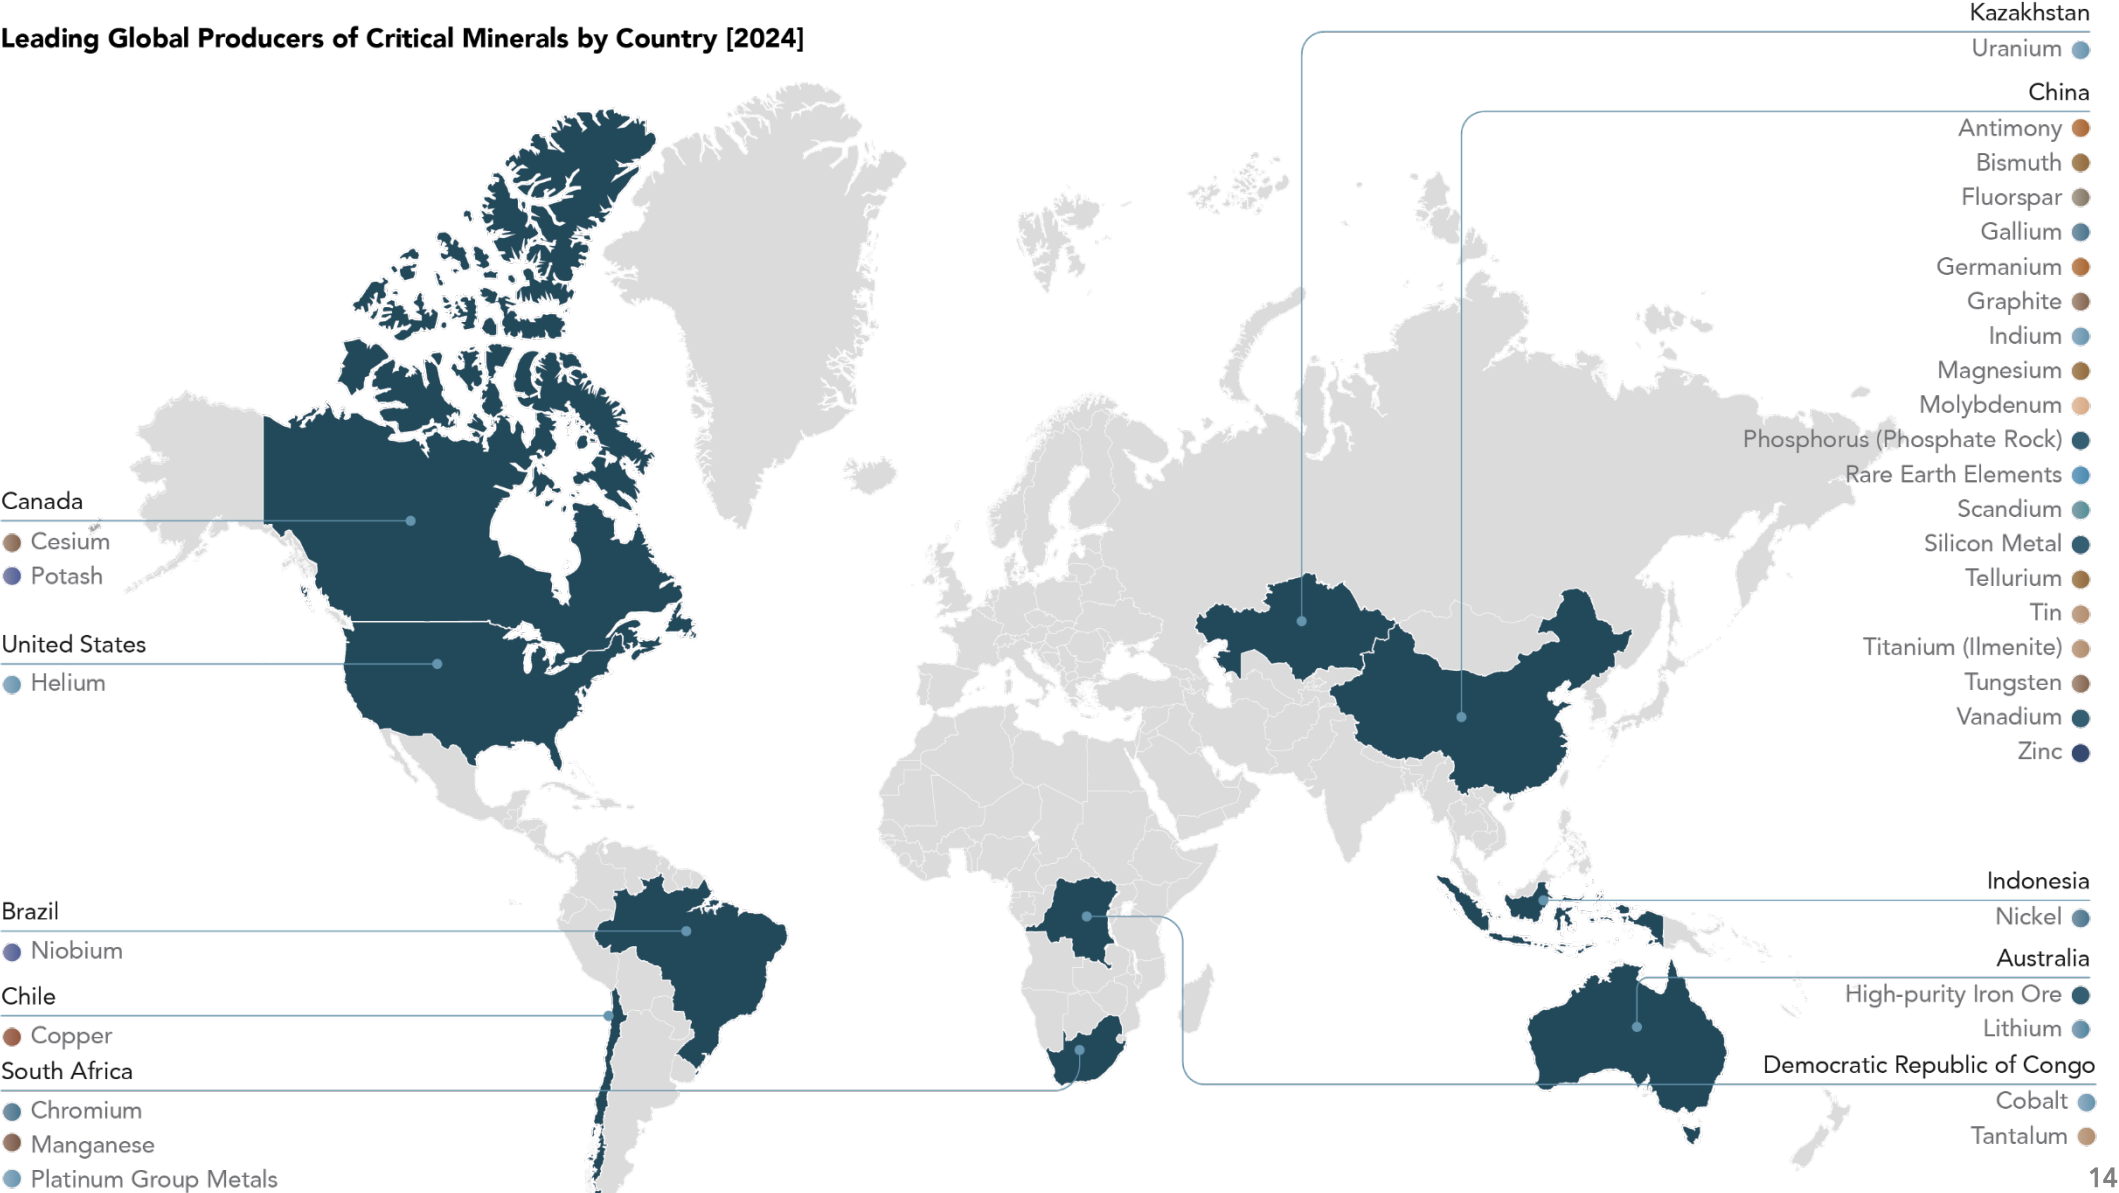 Leading Global Producers of Critical Minerals by Country [2024]
Canada
Cesium
Potash
United States
Helium
Brazil
Niobium
Chile
Copper
South Africa
Chromium
Manganese
Platinum Group Metals
Kazakhstan
Uranium
China
Antimony
Bismuth
Fluorspar
Gallium
Germanium
Graphite
Indium
Magnesium
Molybdenum
Phosphorus (Phosphate Rock)
Rare Earth Elements
Scandium
Silicon Metal
Tellurium
Tin
Titanium (Ilmenite)
Tungsten
Vanadium
Zinc
Indonesia
Nickel
Australia
High-purity Iron Ore
Lithium
Democratic Republic of Congo
Cobalt
Tantalum
14